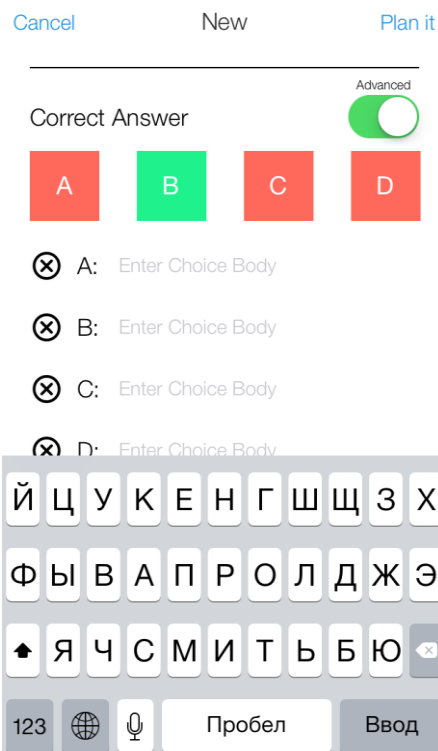 Cancel New Plan it
Advanced
Correct Answer
A B C D
A: Enter Choice Body
B: Enter Choice Body
C: Enter Choice Body
D: Enter Choice Body
Й Ц У К Е Н Г Ш Щ З Х
Ф Ы В А П Р О Л Д Ж Э
Я Ч С М И Т Ь Б Ю
123 Пробел Ввод